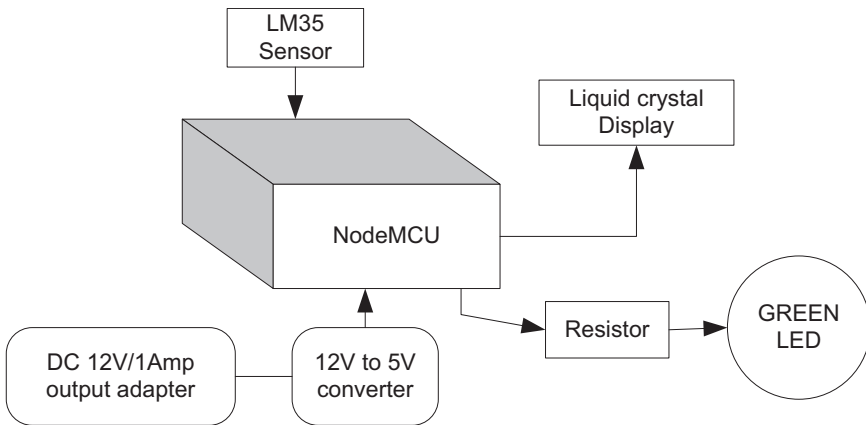 LM35
Sensor
Liquid crystal
Display
NodeMCU
Resistor
GREEN
LED
DC 12V/1Amp
output adapter
12V to 5V
converter